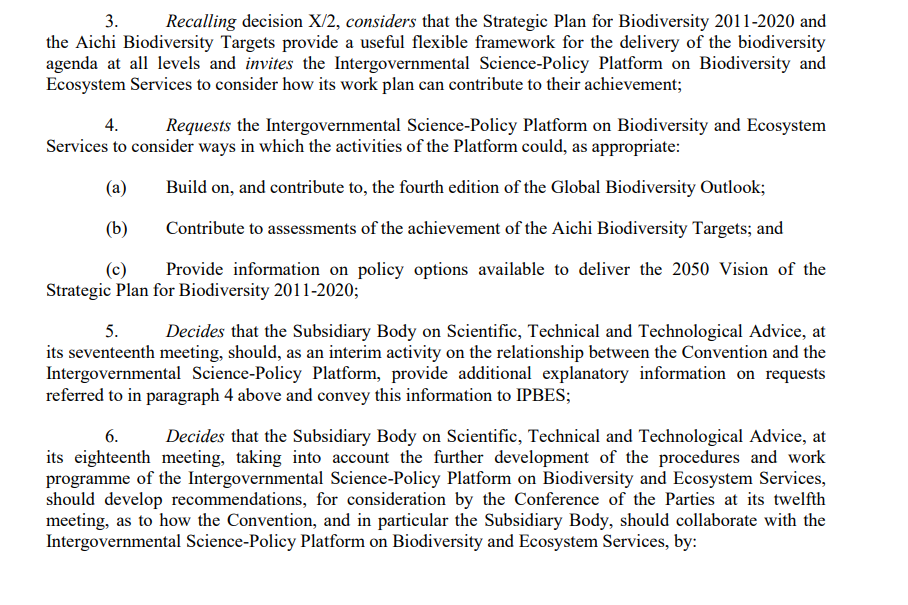 3. Recalling decision X/2, considers that the Strategic Plan for Biodiversity 2011-2020 and
the Aichi Biodiversity Targets provide a useful flexible framework for the delivery of the biodiversity
agenda at all levels and invites the Intergovernmental Science-Policy Platform on Biodiversity and
Ecosystem Services to consider how its work plan can contribute to their achievement;
4. Requests the Intergovernmental Science-Policy Platform on Biodiversity and Ecosystem
Services to consider ways in which the activities of the Platform could, as appropriate:
(a) Build on, and contribute to, the fourth edition of the Global Biodiversity Outlook;
(b) Contribute to assessments of the achievement of the Aichi Biodiversity Targets; and
(c) Provide information on policy options available to deliver the 2050 Vision of the
Strategic Plan for Biodiversity 2011-2020;
5. Decides that the Subsidiary Body on Scientific, Technical and Technological Advice, at
its seventeenth meeting, should, as an interim activity on the relationship between the Convention and the
Intergovernmental Science-Policy Platform, provide additional explanatory information on requests
referred to in paragraph 4 above and convey this information to IPBES;
6. Decides that the Subsidiary Body on Scientific, Technical and Technological Advice, at
its eighteenth meeting, taking into account the further development of the procedures and work
programme of the Intergovernmental Science-Policy Platform on Biodiversity and Ecosystem Services,
should develop recommendations, for consideration by the Conference of the Parties at its twelfth
meeting, as to how the Convention, and in particular the Subsidiary Body, should collaborate with the
Intergovernmental Science-Policy Platform on Biodiversity and Ecosystem Services, by: